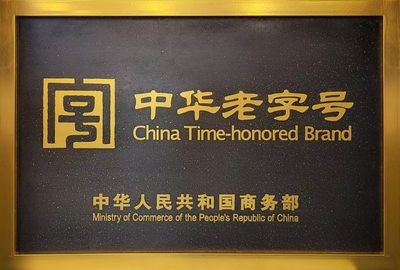 中华老字号
China Time-honored Brand
中华人民共和国商务部
Ministry of Commerce of the People's Republic of China